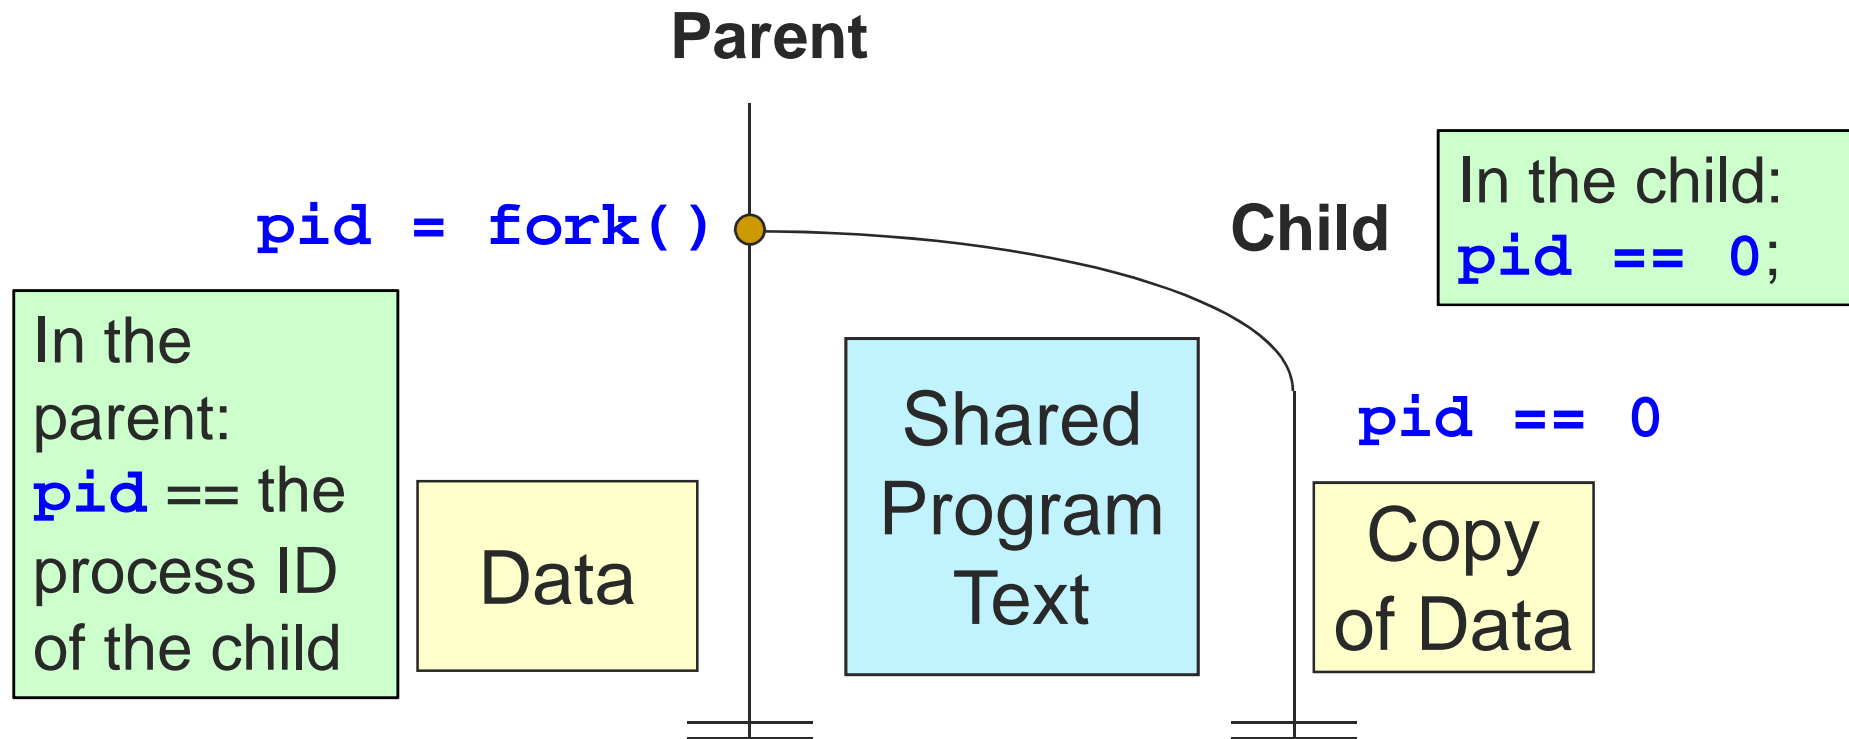 Parent
pid = fork()
Child
In the child:
pid == 0;
In the
parent:
pid == the
process ID
of the child
Data
Shared
Program
Text
pid == 0
Copy
of Data